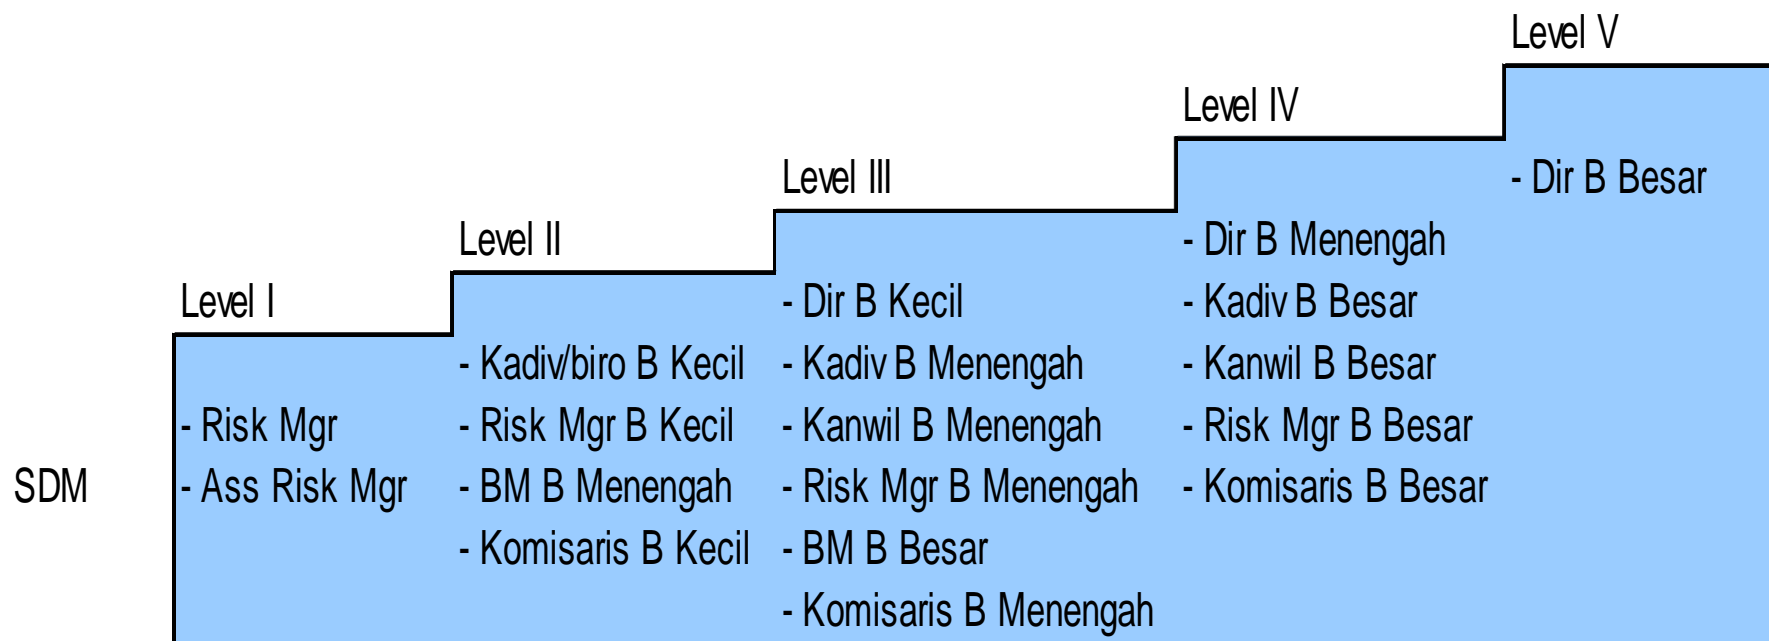 Level V
Level IV
Level III
Level II
Level I
SDM
- Risk Mgr
- Ass Risk Mgr
- Kadiv/biro B Kecil
- Risk Mgr B Kecil
- BM B Menengah
- Komisaris B Kecil
- Dir B Kecil
- Kadiv B Menengah
- Kanwil B Menengah
- Risk Mgr B Menengah
- BM B Besar
- Komisaris B Menengah
- Dir B Menengah
- Kadiv B Besar
- Kanwil B Besar
- Risk Mgr B Besar
- Komisaris B Besar
- Dir B Besar